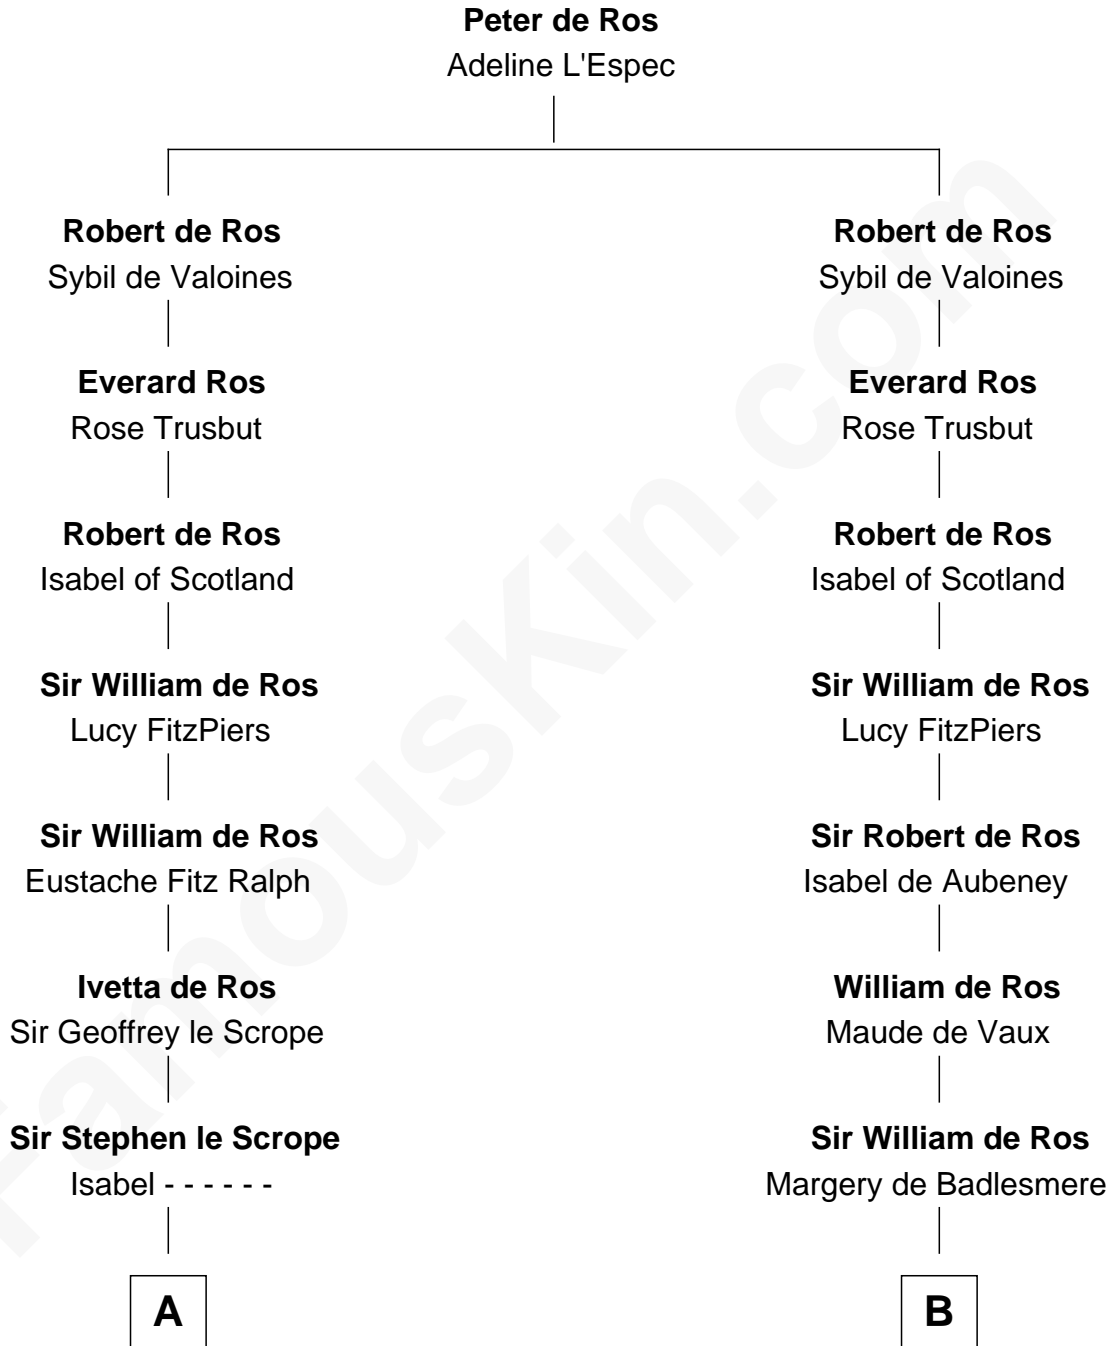 Peter de Ros
Adeline L'Espec
Robert de Ros
Sybil de Valoines
Everard Ros
Rose Trusbut
Robert de Ros
Isabel of Scotland
Sir William de Ros
Lucy FitzPiers
Sir William de Ros
Eustache Fitz Ralph
Ivetta de Ros
Sir Geoffrey le Scrope
Sir Stephen le Scrope
Isabel - - - - - -
A
Robert de Ros
Sybil de Valoines
Everard Ros
Rose Trusbut
Robert de Ros
Isabel of Scotland
Sir William de Ros
Lucy FitzPiers
Sir Robert de Ros
Isabel de Aubeney
William de Ros
Maude de Vaux
Sir William de Ros
Margery de Badlesmere
B
FamousKin.com